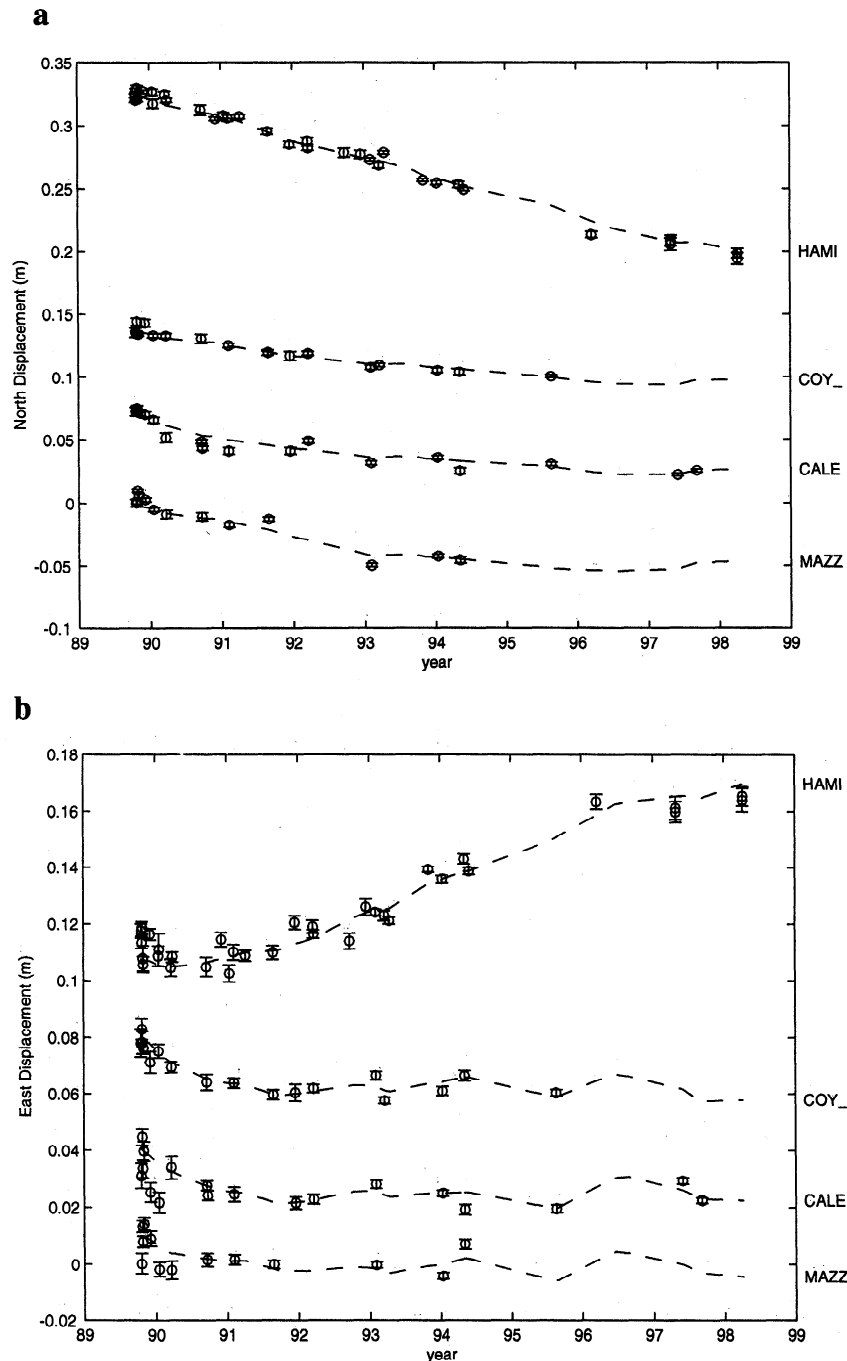 a
0.35
0.3
0.25
0.2
0.15
0.1
0.05
0
-0.05
-0.1
North Displacement (m)
HAMI
COY_
CALE
MAZZ
89 90 91 92 93 94 95 96 97 98 99
year
b
0.18
0.16
0.14
0.12
0.1
0.08
0.06
0.04
0.02
0
-0.02
East Displacement (m)
HAMI
COY_
CALE
MAZZ
89 90 91 92 93 94 95 96 97 98 99
year